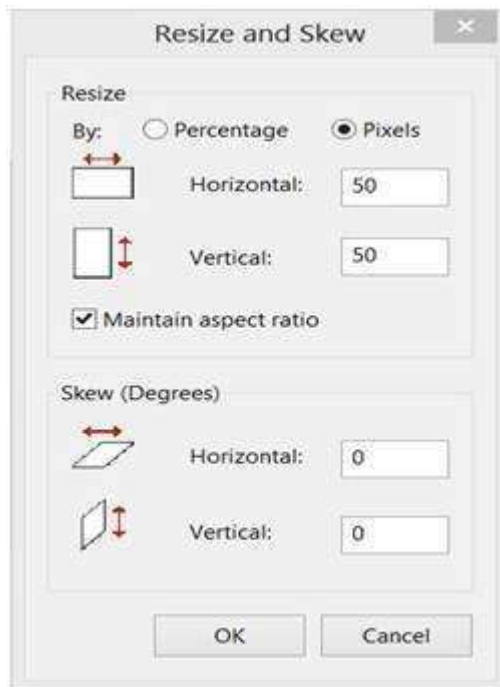 Resize and Skew
Resize
By: Percentage Pixels
Horizontal: 50
Vertical: 50
Maintain aspect ratio
Skew (Degrees)
Horizontal: 0
Vertical: 0
OK Cancel